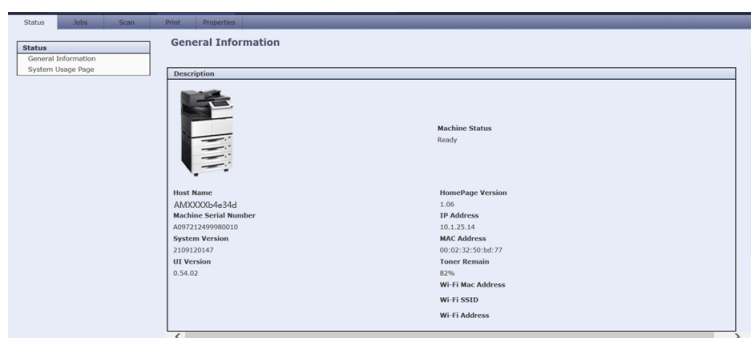 Status Jobs Scan Print Properties
Status
General Information
System Usage Page
General Information
Description
Machine Status
Ready
Host Name
AMXXXXb4e34d
Machine Serial Number
A097212499980010
System Version
2109120147
UI Version
0.54.02
HomePage Version
1.06
IP Address
10.1.25.14
MAC Address
00:02:32:50:bd:77
Toner Remain
82%
Wi-Fi Mac Address
Wi-Fi SSID
Wi-Fi Address